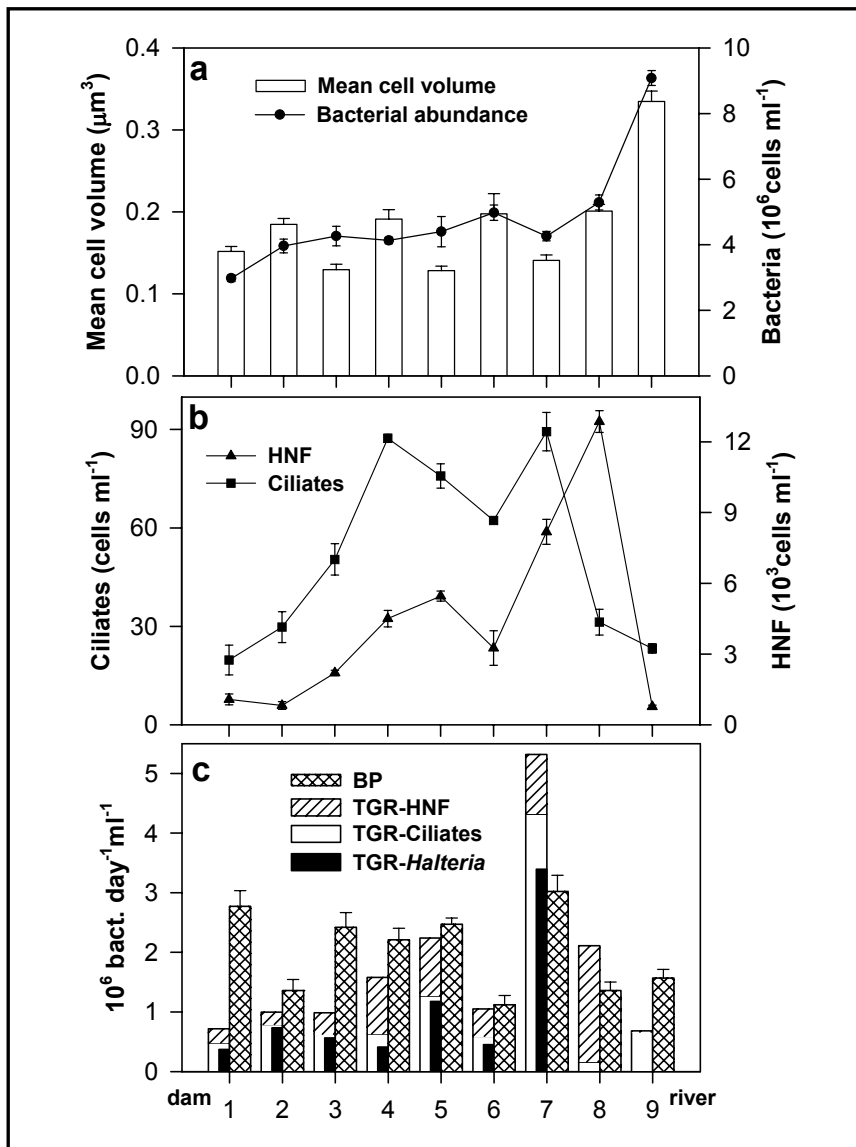 a
Mean cell volume
Bacterial abundance
Mean cell volume (μm³)
0.4
0.3
0.2
0.1
0.0
Bacteria (10⁶cells ml⁻¹)
10
8
6
4
2
0
b
HNF
Ciliates
Ciliates (cells ml⁻¹)
90
60
30
0
HNF (10³cells ml⁻¹)
12
9
6
3
0
c
BP
TGR-HNF
TGR-Ciliates
TGR-Halteria
10⁶ bact. day⁻¹ml⁻¹
5
4
3
2
1
0
dam 1 2 3 4 5 6 7 8 9 river